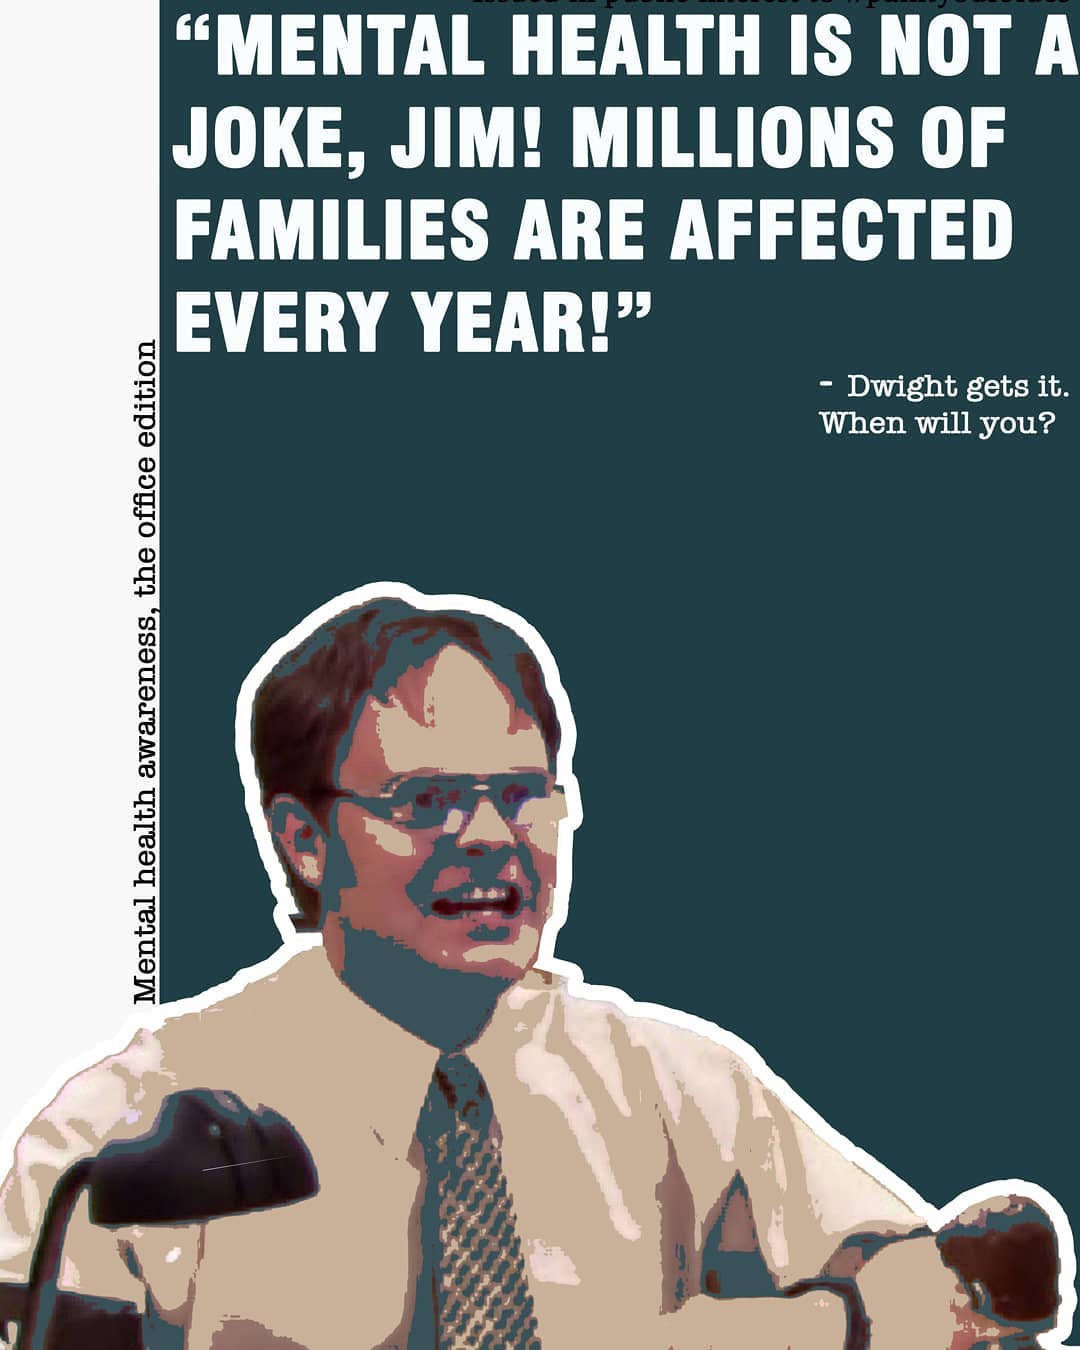 “MENTAL HEALTH IS NOT A
JOKE, JIM! MILLIONS OF
FAMILIES ARE AFFECTED
EVERY YEAR!”
- Dwight gets it.
When will you?
Mental health awareness, the office edition